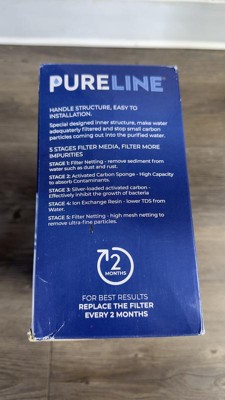 PURELINE
HANDLE STRUCTURE, EASY TO
INSTALLATION.
Special designed inner structure, make water
adequaterly filtered and stop small carbon
particles coming out into the purified water.
5 STAGES FILTER MEDIA, FILTER MORE
IMPURITIES
STAGE 1: Filter Netting - remove sediment from
water such as dust and rust.
STAGE 2: Activated Carbon Sponge - High Capacity
to absorb Contaminants.
STAGE 3: Silver-loaded activated carbon -
Effectively inhibit the growth of bacteria
STAGE 4: Ion Exchange Resin - lower TDS from
Water.
STAGE 5: Filter Netting - high mesh netting to
remove ultra-fine particles.
2
MONTHS
FOR BEST RESULTS
REPLACE THE FILTER
EVERY 2 MONTHS